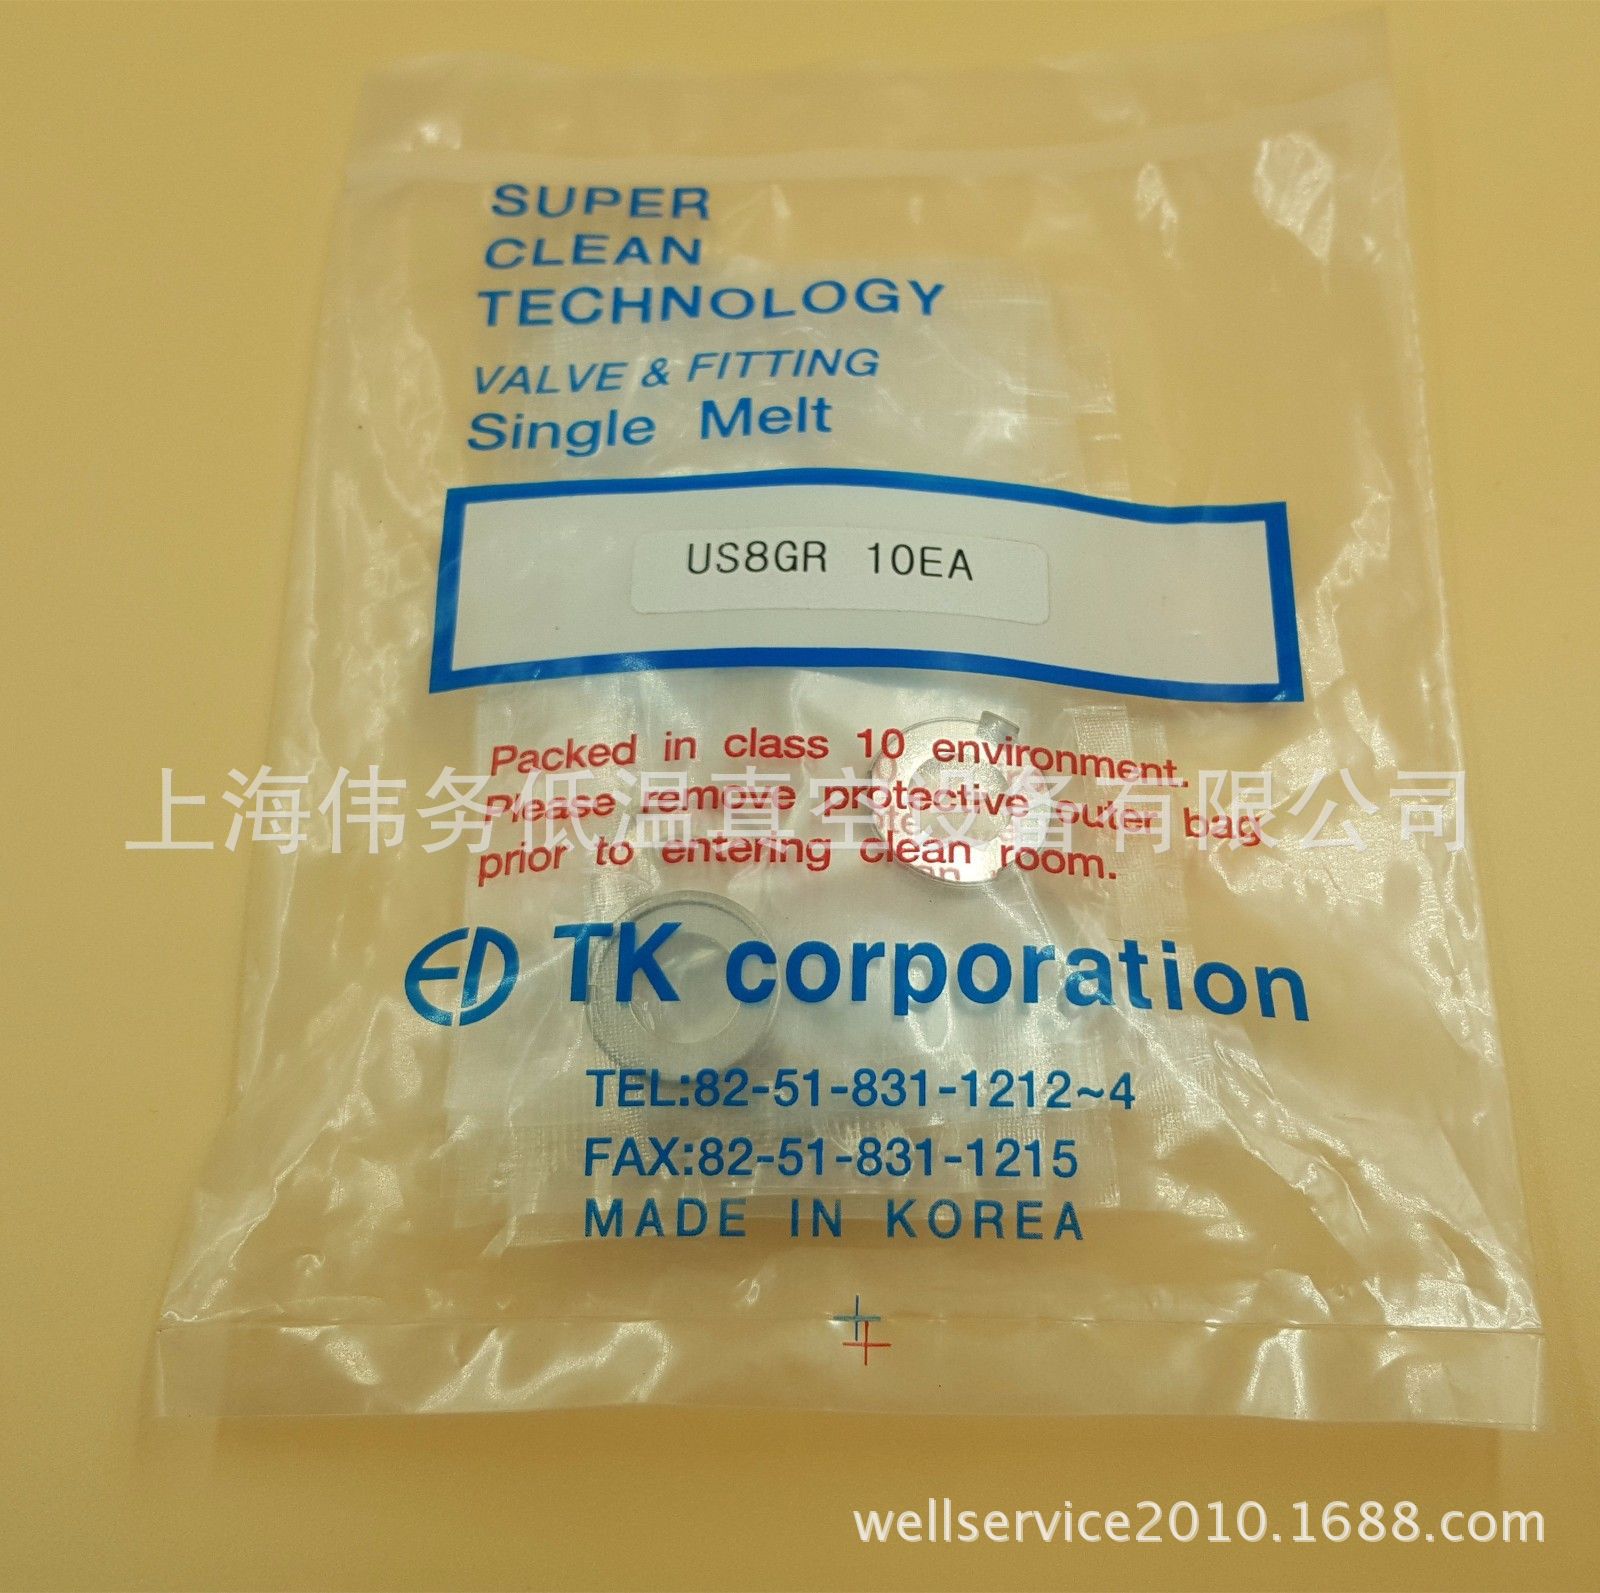 SUPER
CLEAN
TECHNOLOGY
VALVE & FITTING
Single Melt
US8GR 10EA
Packed in class 10 environment.
上海伟务低温真空设备有限公司
Please remove protective outer bag
prior to entering clean room.
TK corporation
TEL:82-51-831-1212~4
FAX:82-51-831-1215
MADE IN KOREA
wellservice2010.1688.com